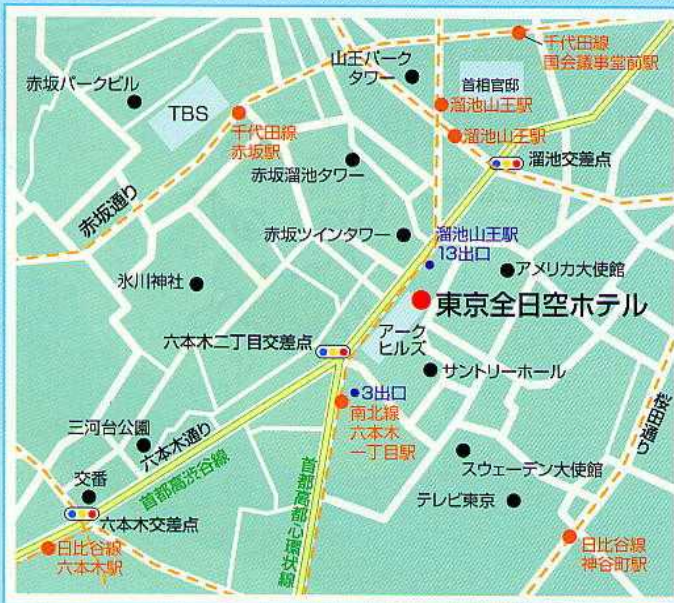 千代田線
国会議事堂前駅
山王パーク
タワー
首相官邸
赤坂パークビル
TBS
溜池山王駅
千代田線
赤坂駅
溜池山王駅
溜池交差点
赤坂溜池タワー
赤坂通り
赤坂ツインタワー
溜池山王駅
13出口
アメリカ大使館
氷川神社
東京全日空ホテル
アーク
ヒルズ
六本木二丁目交差点
サントリーホール
3出口
南北線
六本木
一丁目駅
桜田通り
三河台公園
六本木通り
首都高渋谷線
首都高都心環状線
スウェーデン大使館
交番
テレビ東京
六本木交差点
日比谷線
六本木駅
日比谷線
神谷町駅